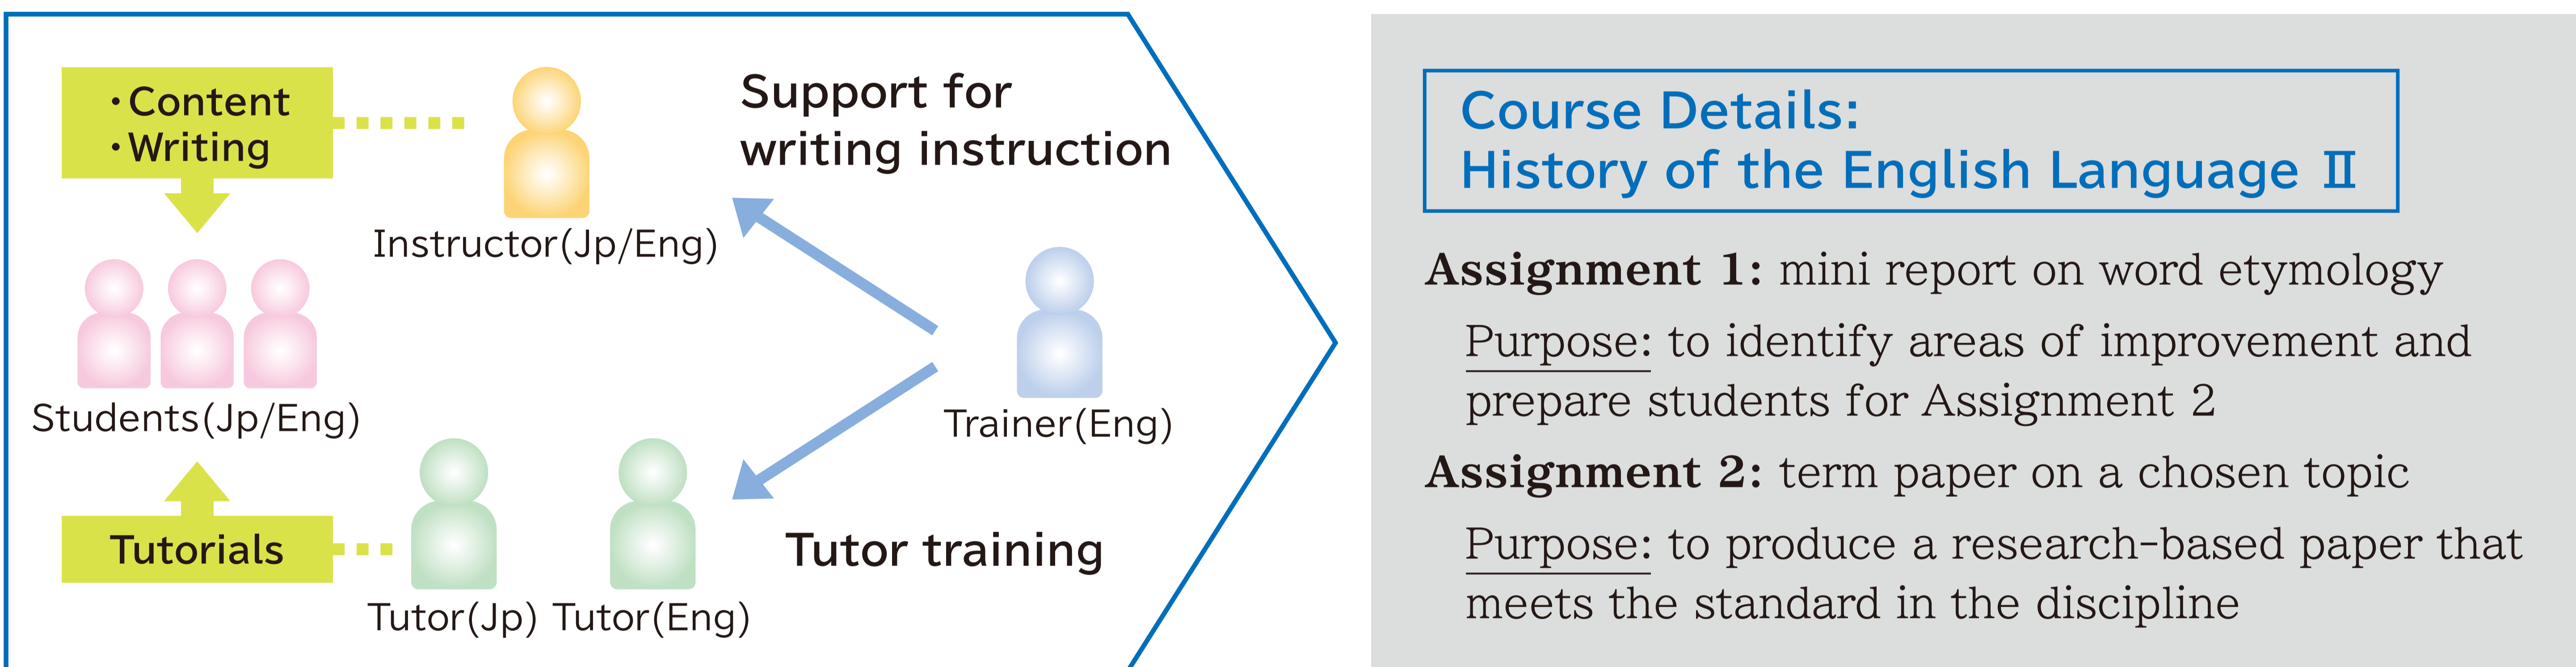 ・Content
・Writing
Instructor(Jp/Eng)
Support for
writing instruction
Students(Jp/Eng)
Trainer(Eng)
Tutorials
Tutor(Jp)
Tutor(Eng)
Tutor training
Course Details:
History of the English Language Ⅱ
Assignment 1: mini report on word etymology
Purpose: to identify areas of improvement and
prepare students for Assignment 2
Assignment 2: term paper on a chosen topic
Purpose: to produce a research-based paper that
meets the standard in the discipline